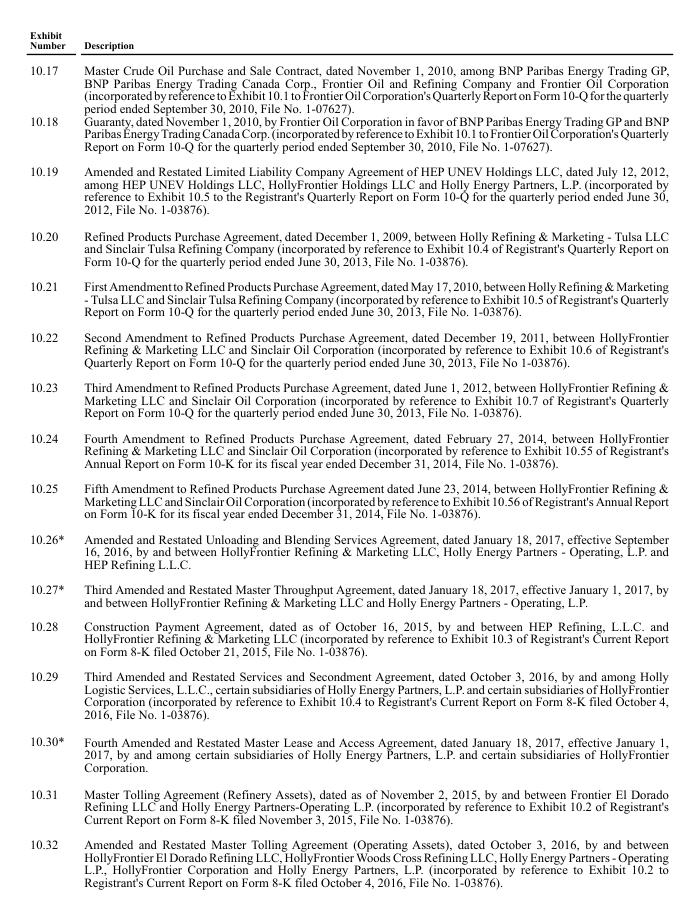 Exhibit
Number Description
10.17 Master Crude Oil Purchase and Sale Contract, dated November 1, 2010, among BNP Paribas Energy Trading GP,
BNP Paribas Energy Trading Canada Corp., Frontier Oil and Refining Company and Frontier Oil Corporation
(incorporated by reference to Exhibit 10.1 to Frontier Oil Corporation's Quarterly Report on Form 10-Q for the quarterly
period ended September 30, 2010, File No. 1-07627).
10.18 Guaranty, dated November 1, 2010, by Frontier Oil Corporation in favor of BNP Paribas Energy Trading GP and BNP
Paribas Energy Trading Canada Corp. (incorporated by reference to Exhibit 10.1 to Frontier Oil Corporation's Quarterly
Report on Form 10-Q for the quarterly period ended September 30, 2010, File No. 1-07627).
10.19 Amended and Restated Limited Liability Company Agreement of HEP UNEV Holdings LLC, dated July 12, 2012,
among HEP UNEV Holdings LLC, HollyFrontier Holdings LLC and Holly Energy Partners, L.P. (incorporated by
reference to Exhibit 10.5 to the Registrant's Quarterly Report on Form 10-Q for the quarterly period ended June 30,
2012, File No. 1-03876).
10.20 Refined Products Purchase Agreement, dated December 1, 2009, between Holly Refining & Marketing - Tulsa LLC
and Sinclair Tulsa Refining Company (incorporated by reference to Exhibit 10.4 of Registrant's Quarterly Report on
Form 10-Q for the quarterly period ended June 30, 2013, File No. 1-03876).
10.21 First Amendment to Refined Products Purchase Agreement, dated May 17, 2010, between Holly Refining & Marketing
- Tulsa LLC and Sinclair Tulsa Refining Company (incorporated by reference to Exhibit 10.5 of Registrant's Quarterly
Report on Form 10-Q for the quarterly period ended June 30, 2013, File No. 1-03876).
10.22 Second Amendment to Refined Products Purchase Agreement, dated December 19, 2011, between HollyFrontier
Refining & Marketing LLC and Sinclair Oil Corporation (incorporated by reference to Exhibit 10.6 of Registrant's
Quarterly Report on Form 10-Q for the quarterly period ended June 30, 2013, File No 1-03876).
10.23 Third Amendment to Refined Products Purchase Agreement, dated June 1, 2012, between HollyFrontier Refining &
Marketing LLC and Sinclair Oil Corporation (incorporated by reference to Exhibit 10.7 of Registrant's Quarterly
Report on Form 10-Q for the quarterly period ended June 30, 2013, File No. 1-03876).
10.24 Fourth Amendment to Refined Products Purchase Agreement, dated February 27, 2014, between HollyFrontier
Refining & Marketing LLC and Sinclair Oil Corporation (incorporated by reference to Exhibit 10.55 of Registrant's
Annual Report on Form 10-K for its fiscal year ended December 31, 2014, File No. 1-03876).
10.25 Fifth Amendment to Refined Products Purchase Agreement dated June 23, 2014, between HollyFrontier Refining &
Marketing LLC and Sinclair Oil Corporation (incorporated by reference to Exhibit 10.56 of Registrant's Annual Report
on Form 10-K for its fiscal year ended December 31, 2014, File No. 1-03876).
10.26* Amended and Restated Unloading and Blending Services Agreement, dated January 18, 2017, effective September
16, 2016, by and between HollyFrontier Refining & Marketing LLC, Holly Energy Partners - Operating, L.P. and
HEP Refining L.L.C.
10.27* Third Amended and Restated Master Throughput Agreement, dated January 18, 2017, effective January 1, 2017, by
and between HollyFrontier Refining & Marketing LLC and Holly Energy Partners - Operating, L.P.
10.28 Construction Payment Agreement, dated as of October 16, 2015, by and between HEP Refining, L.L.C. and
HollyFrontier Refining & Marketing LLC (incorporated by reference to Exhibit 10.3 of Registrant's Current Report
on Form 8-K filed October 21, 2015, File No. 1-03876).
10.29 Third Amended and Restated Services and Secondment Agreement, dated October 3, 2016, by and among Holly
Logistic Services, L.L.C., certain subsidiaries of Holly Energy Partners, L.P. and certain subsidiaries of HollyFrontier
Corporation (incorporated by reference to Exhibit 10.4 to Registrant's Current Report on Form 8-K filed October 4,
2016, File No. 1-03876).
10.30* Fourth Amended and Restated Master Lease and Access Agreement, dated January 18, 2017, effective January 1,
2017, by and among certain subsidiaries of Holly Energy Partners, L.P. and certain subsidiaries of HollyFrontier
Corporation.
10.31 Master Tolling Agreement (Refinery Assets), dated as of November 2, 2015, by and between Frontier El Dorado
Refining LLC and Holly Energy Partners-Operating L.P. (incorporated by reference to Exhibit 10.2 of Registrant's
Current Report on Form 8-K filed November 3, 2015, File No. 1-03876).
10.32 Amended and Restated Master Tolling Agreement (Operating Assets), dated October 3, 2016, by and between
HollyFrontier El Dorado Refining LLC, HollyFrontier Woods Cross Refining LLC, Holly Energy Partners - Operating
L.P., HollyFrontier Corporation and Holly Energy Partners, L.P. (incorporated by reference to Exhibit 10.2 to
Registrant's Current Report on Form 8-K filed October 4, 2016, File No. 1-03876).